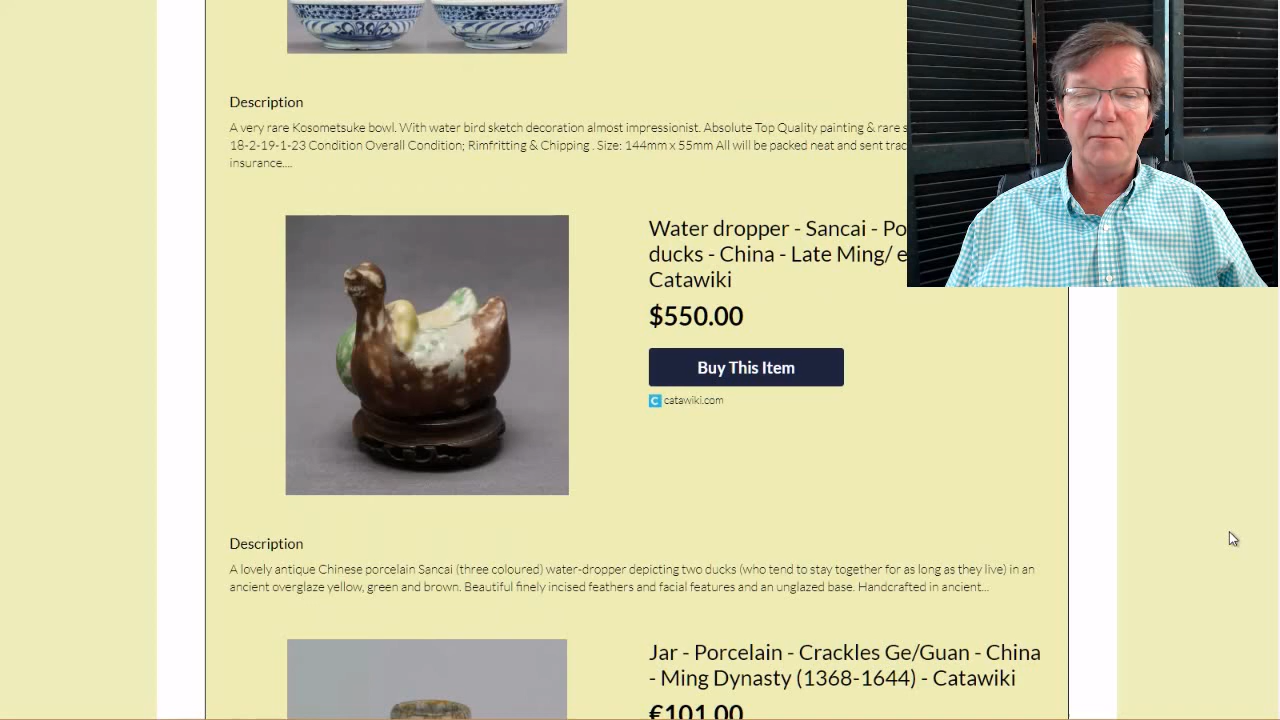 Description
A very rare Kosometsuke bowl. With water bird sketch decoration almost impressionist. Absolute Top Quality painting & rare s
18-2-19-1-23 Condition Overall Condition; Rimfritting & Chipping . Size: 144mm x 55mm All will be packed neat and sent trac
insurance....
Water dropper - Sancai - Po
ducks - China - Late Ming/ e
Catawiki
$550.00
Buy This Item
C catawiki.com
Description
A lovely antique Chinese porcelain Sancai (three coloured) water-dropper depicting two ducks (who tend to stay together for as long as they live) in an
ancient overglaze yellow, green and brown. Beautiful finely incised feathers and facial features and an unglazed base. Handcrafted in ancient...
Jar - Porcelain - Crackles Ge/Guan - China
- Ming Dynasty (1368-1644) - Catawiki
€101.00